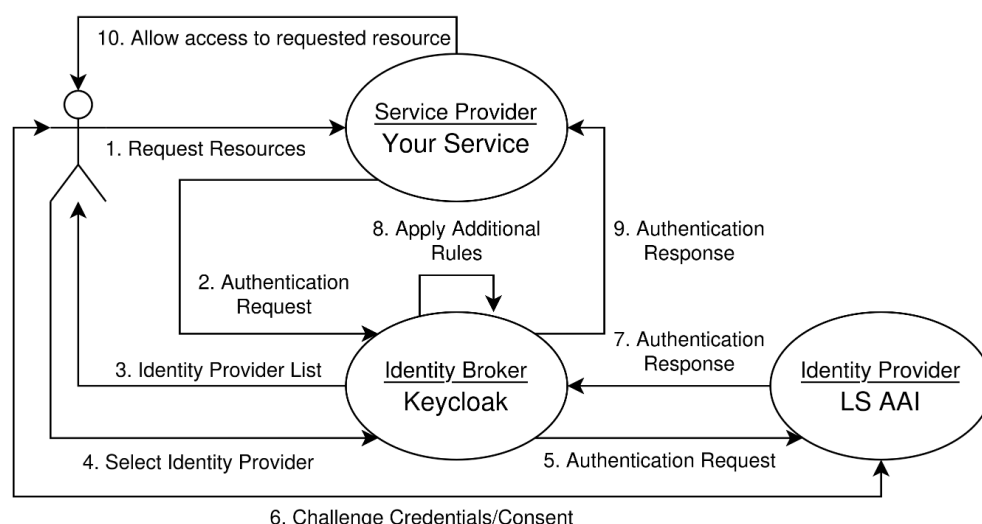 10. Allow access to requested resource
Service Provider
Your Service
1. Request Resources
8. Apply Additional
Rules
9. Authentication
Response
2. Authentication
Request
7. Authentication
Response
3. Identity Provider List
Identity Broker
Keycloak
Identity Provider
LS AAI
4. Select Identity Provider
5. Authentication Request
6. Challenge Credentials/Consent